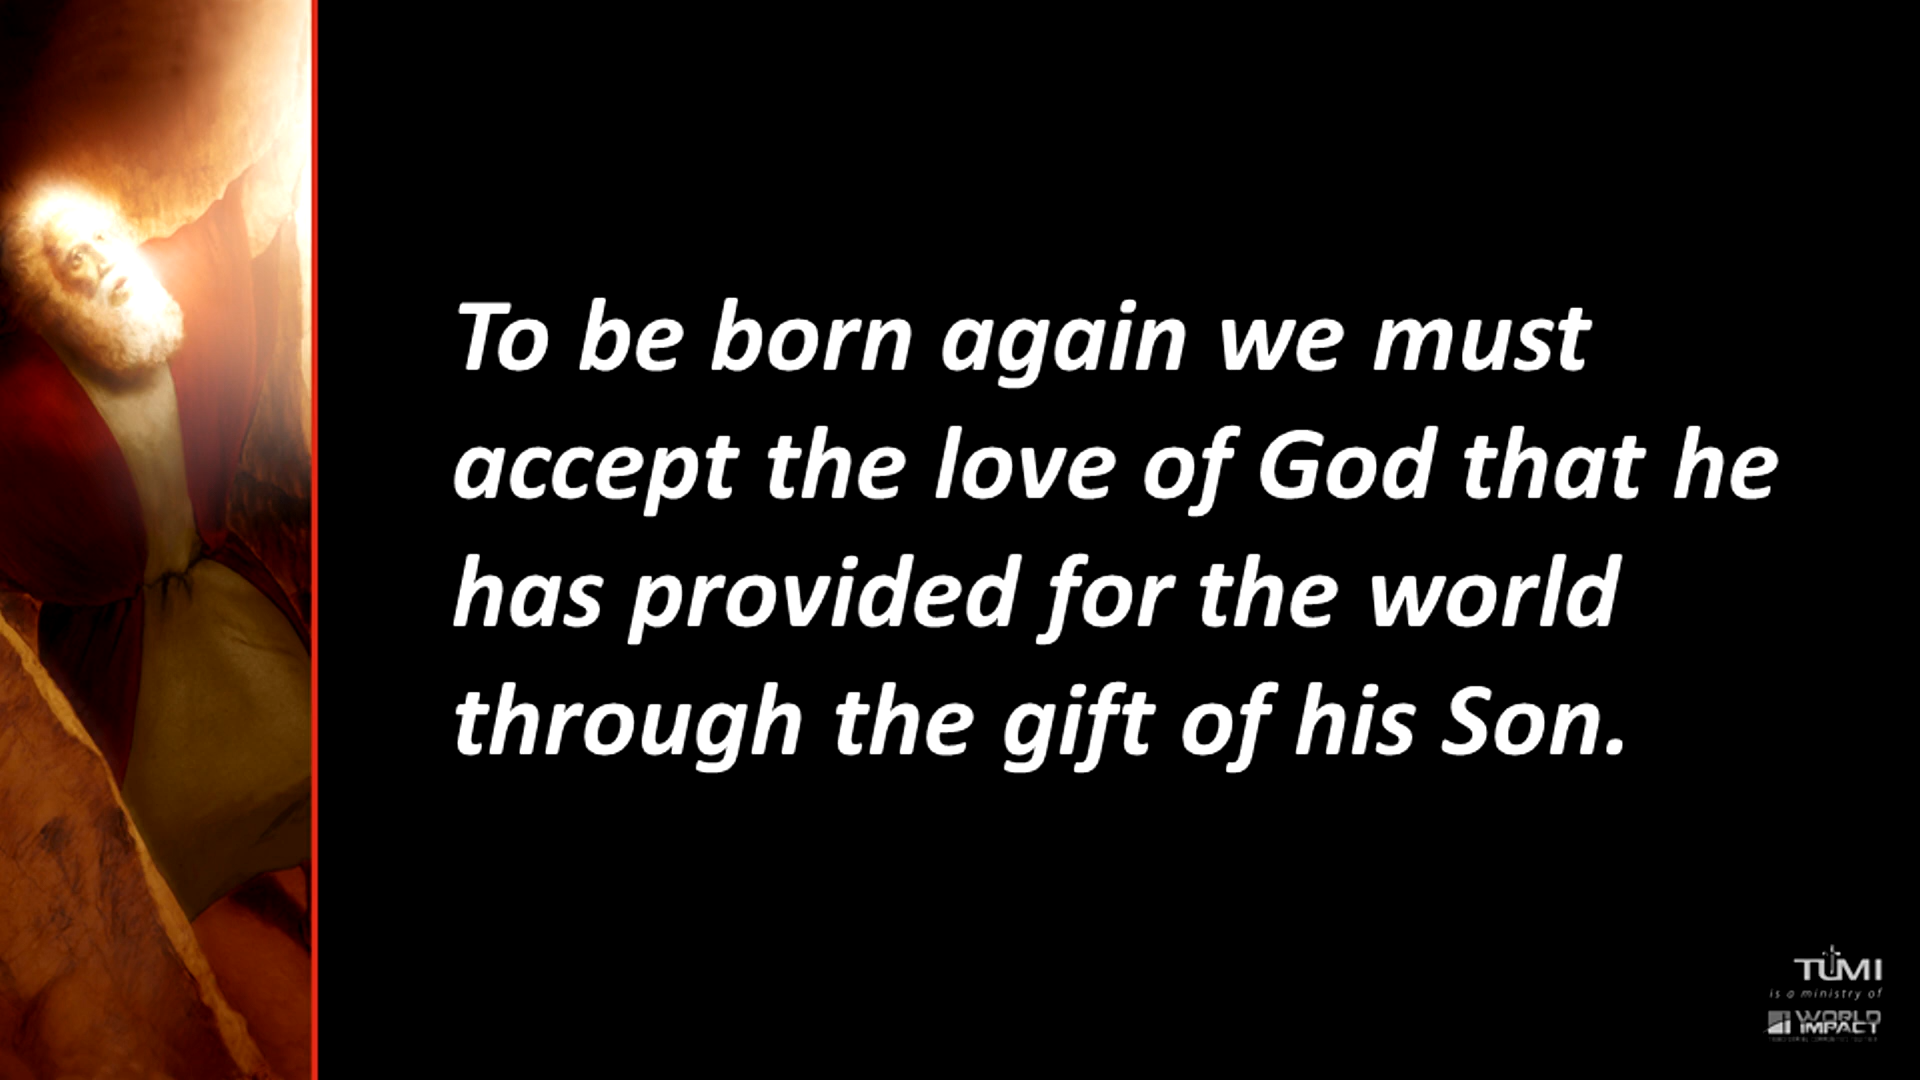 To be born again we must
accept the love of God that he
has provided for the world
through the gift of his Son.
TUMI
is a ministry of
WORLD
IMPACT